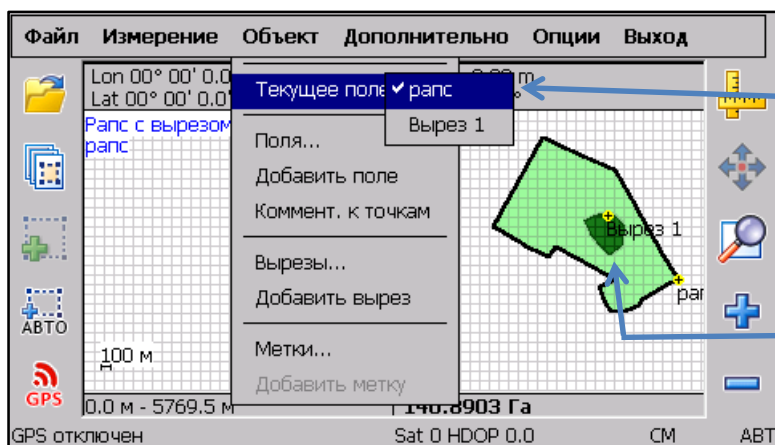 Файл Измерение Объект Дополнительно Опции Выход
Lon 00° 00' 0.0
Lat 00° 00' 0.0"
Рапс с вырезом
рапс
Текущее поле ✔ рапс
Вырез 1
Поля...
Добавить поле
Коммент. к точкам
Вырезы...
Добавить вырез
Метки...
Добавить метку
Вырез 1
рап
АВТО
100 м
GPS
0.0 м - 5769.5 м
140.8903 Га
GPS отключен Sat 0 HDOP 0.0 СМ АВТ